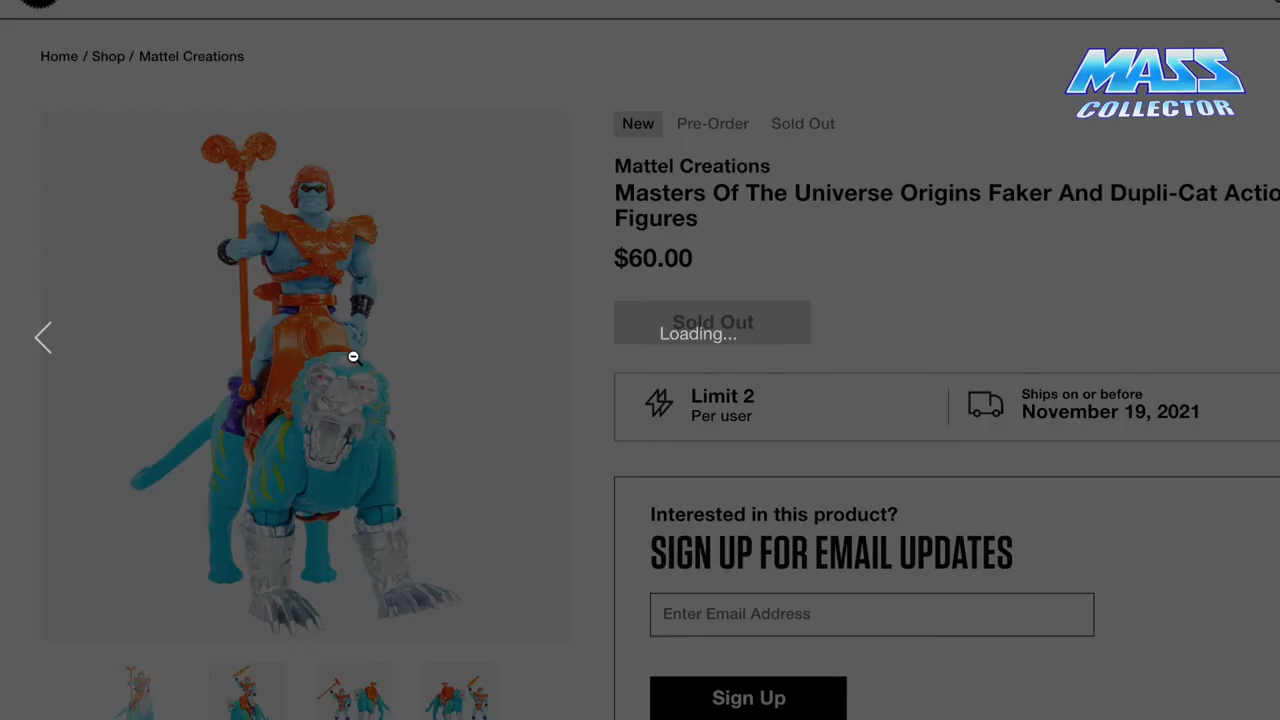 Home / Shop / Mattel Creations
MASS
COLLECTOR
New Pre-Order Sold Out
Mattel Creations
Masters Of The Universe Origins Faker And Dupli-Cat Actio
Figures
$60.00
Sold Out
Loading...
Limit 2
Per user
Ships on or before
November 19, 2021
Interested in this product?
SIGN UP FOR EMAIL UPDATES
Enter Email Address
Sign Up